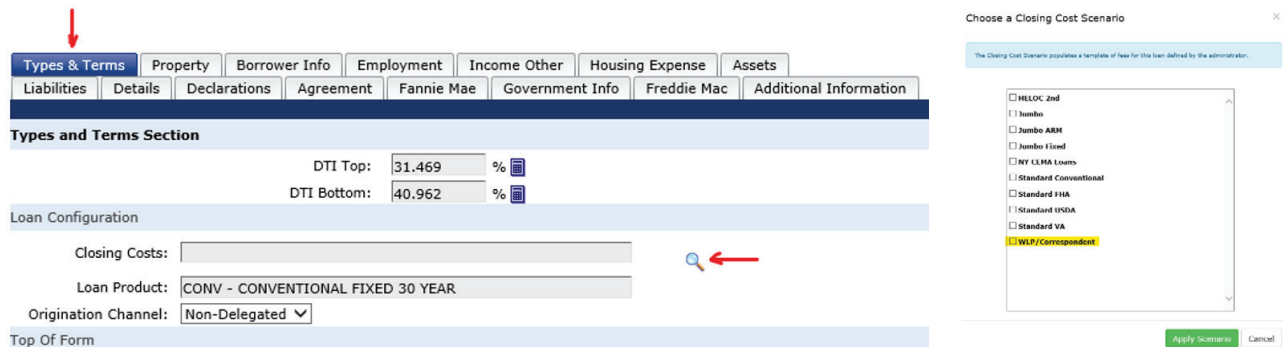 Types & Terms Property Borrower Info Employment Income Other Housing Expense Assets
Liabilities Details Declarations Agreement Fannie Mae Government Info Freddie Mac Additional Information
Types and Terms Section
DTI Top: 31.469 %
DTI Bottom: 40.962 %
Loan Configuration
Closing Costs:
Loan Product: CONV - CONVENTIONAL FIXED 30 YEAR
Origination Channel: Non-Delegated
Top Of Form
Choose a Closing Cost Scenario ×
The Closing Cost Scenario populates a template of fees for this loan defined by the administrator.
HELOC 2nd
Jumbo
Jumbo ARM
Jumbo Fixed
NY CEMA Loans
Standard Conventional
Standard FHA
Standard USDA
Standard VA
WLP/Correspondent
Apply Scenario Cancel